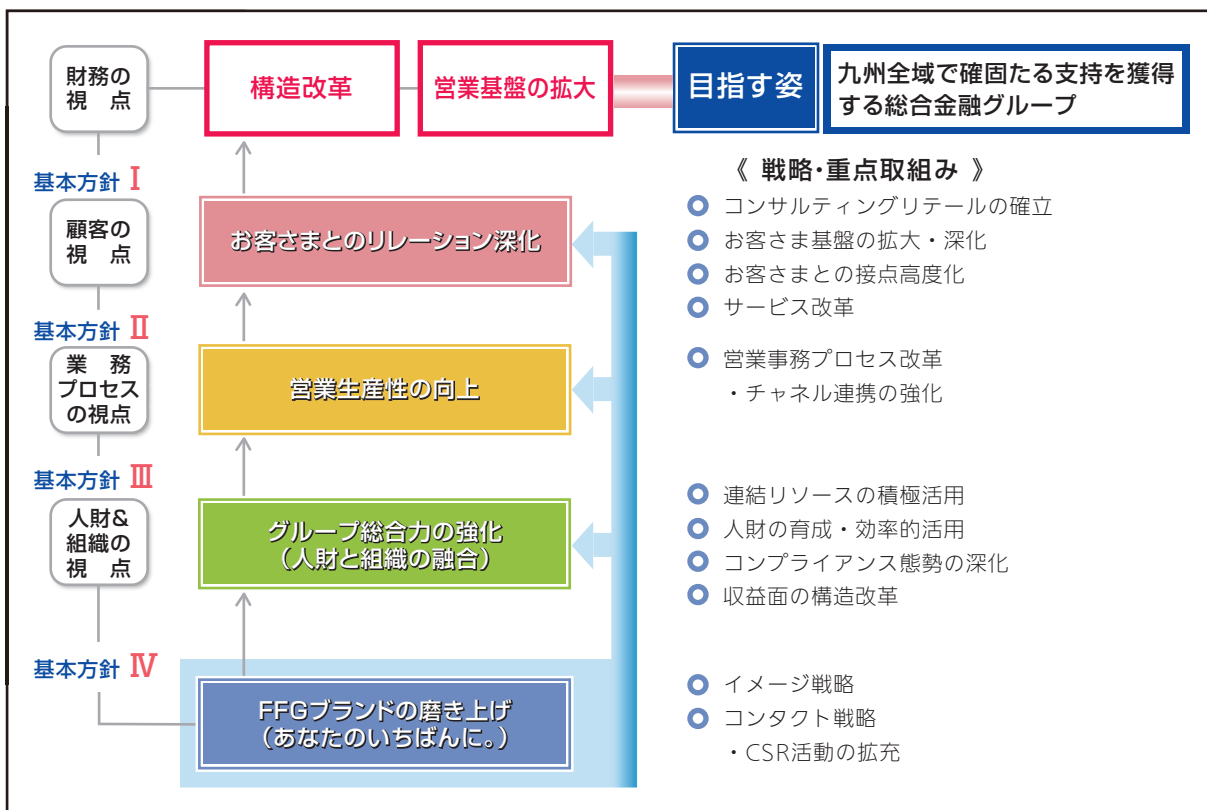 財務の
視　点
構造改革
営業基盤の拡大
目指す姿
九州全域で確固たる支持を獲得
する総合金融グループ
基本方針 Ⅰ
《 戦略・重点取組み 》
顧客の
視　点
お客さまとのリレーション深化
コンサルティングリテールの確立
お客さま基盤の拡大・深化
お客さまとの接点高度化
サービス改革
基本方針 Ⅱ
業　務
プロセス
の視点
営業生産性の向上
営業事務プロセス改革
・チャネル連携の強化
基本方針 Ⅲ
人財&
組織の
視　点
グループ総合力の強化
（人財と組織の融合）
連結リソースの積極活用
人財の育成・効率的活用
コンプライアンス態勢の深化
収益面の構造改革
基本方針 Ⅳ
FFGブランドの磨き上げ
（あなたのいちばんに。）
イメージ戦略
コンタクト戦略
・CSR活動の拡充